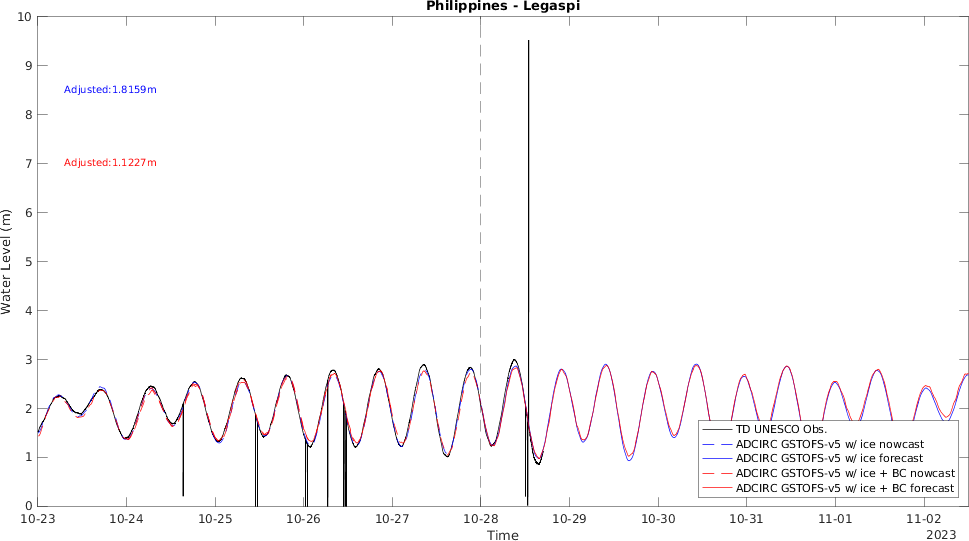 Philippines - Legaspi
10
9
8
7
6
5
4
3
2
1
0
Water Level (m)
Adjusted:1.8159m
Adjusted:1.1227m
TD UNESCO Obs.
ADCIRC GSTOFS-v5 w/ ice nowcast
ADCIRC GSTOFS-v5 w/ ice forecast
ADCIRC GSTOFS-v5 w/ ice + BC nowcast
ADCIRC GSTOFS-v5 w/ ice + BC forecast
10-23 10-24 10-25 10-26 10-27 10-28 10-29 10-30 10-31 11-01 11-02
Time
2023